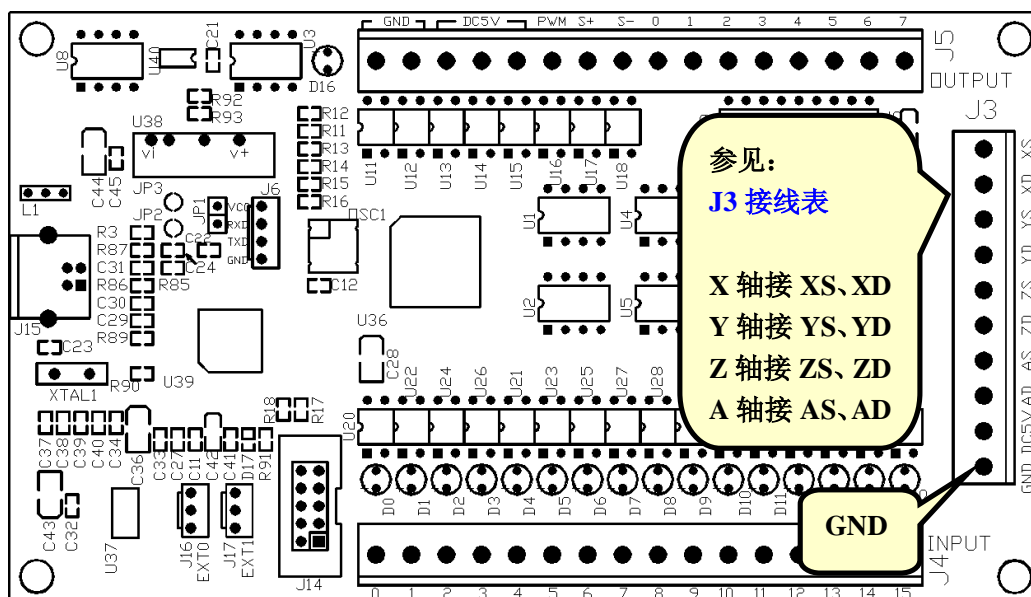 GND DC5V PWM S+ S- 0 1 2 3 4 5 6 7
J5
OUTPUT
U8 U40 C21 U3
D16
R92
R93
U38
vi v+
C44 C45
L1
JP3
JP2
JP1
J6
VCC
RXD
TXD
GND
R12
R11
R13
R14
R15
R16
U11 U12 U13 U14 U15 U16 U17 U18
OSC1
C12
U1 U4
U2 U5
J15
R3
R87
C31
R86
C30
C29
R89
C22
C24
R85
C23
R90
XTAL1
U39
U36
C28
参见：
J3 接线表
X 轴接 XS、XD
Y 轴接 YS、YD
Z 轴接 ZS、ZD
A 轴接 AS、AD
J3
XS
XD
YS
YD
ZS
ZD
AS
AD
DC5V
GND
U20 U22 U24 U26 U21 U23 U25 U27 U28
R18 R17
C37 C38 C39 C40 C34 C36 C33 C27 C11 C42 C41 D17 R91
C43 C32
U37
J16
EXT0
J17
EXT1
J14
D0 D1 D2 D3 D4 D5 D6 D7 D8 D9 D10 D11
GND
INPUT
J4
0 1 2 3 4 5 6 7 8 9 10 11 12 13 14 15